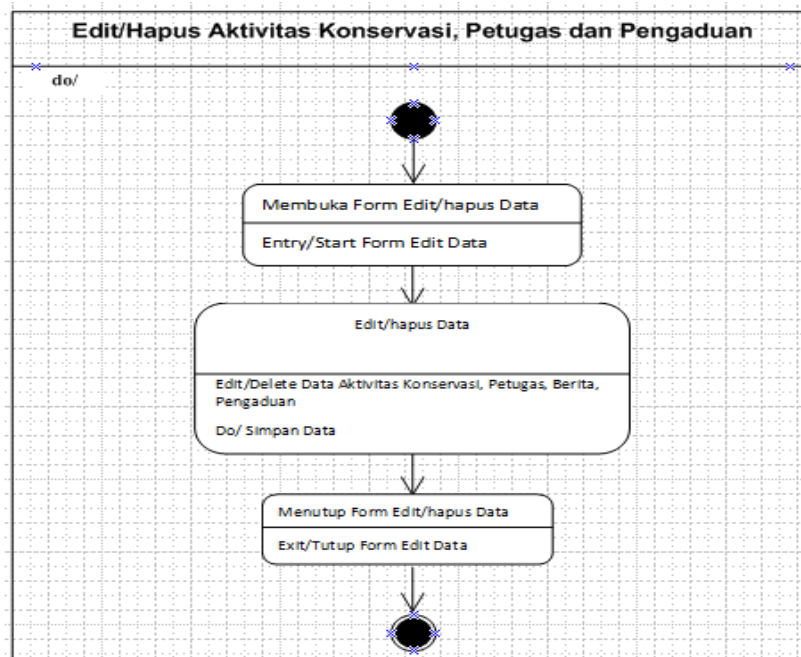 Edit/Hapus Aktivitas Konservasi, Petugas dan Pengaduan
do/
Membuka Form Edit/hapus Data
Entry/Start Form Edit Data
Edit/hapus Data
Edit/Delete Data Aktivitas Konservasi, Petugas, Berita,
Pengaduan
Do/ Simpan Data
Menutup Form Edit/hapus Data
Exit/Tutup Form Edit Data